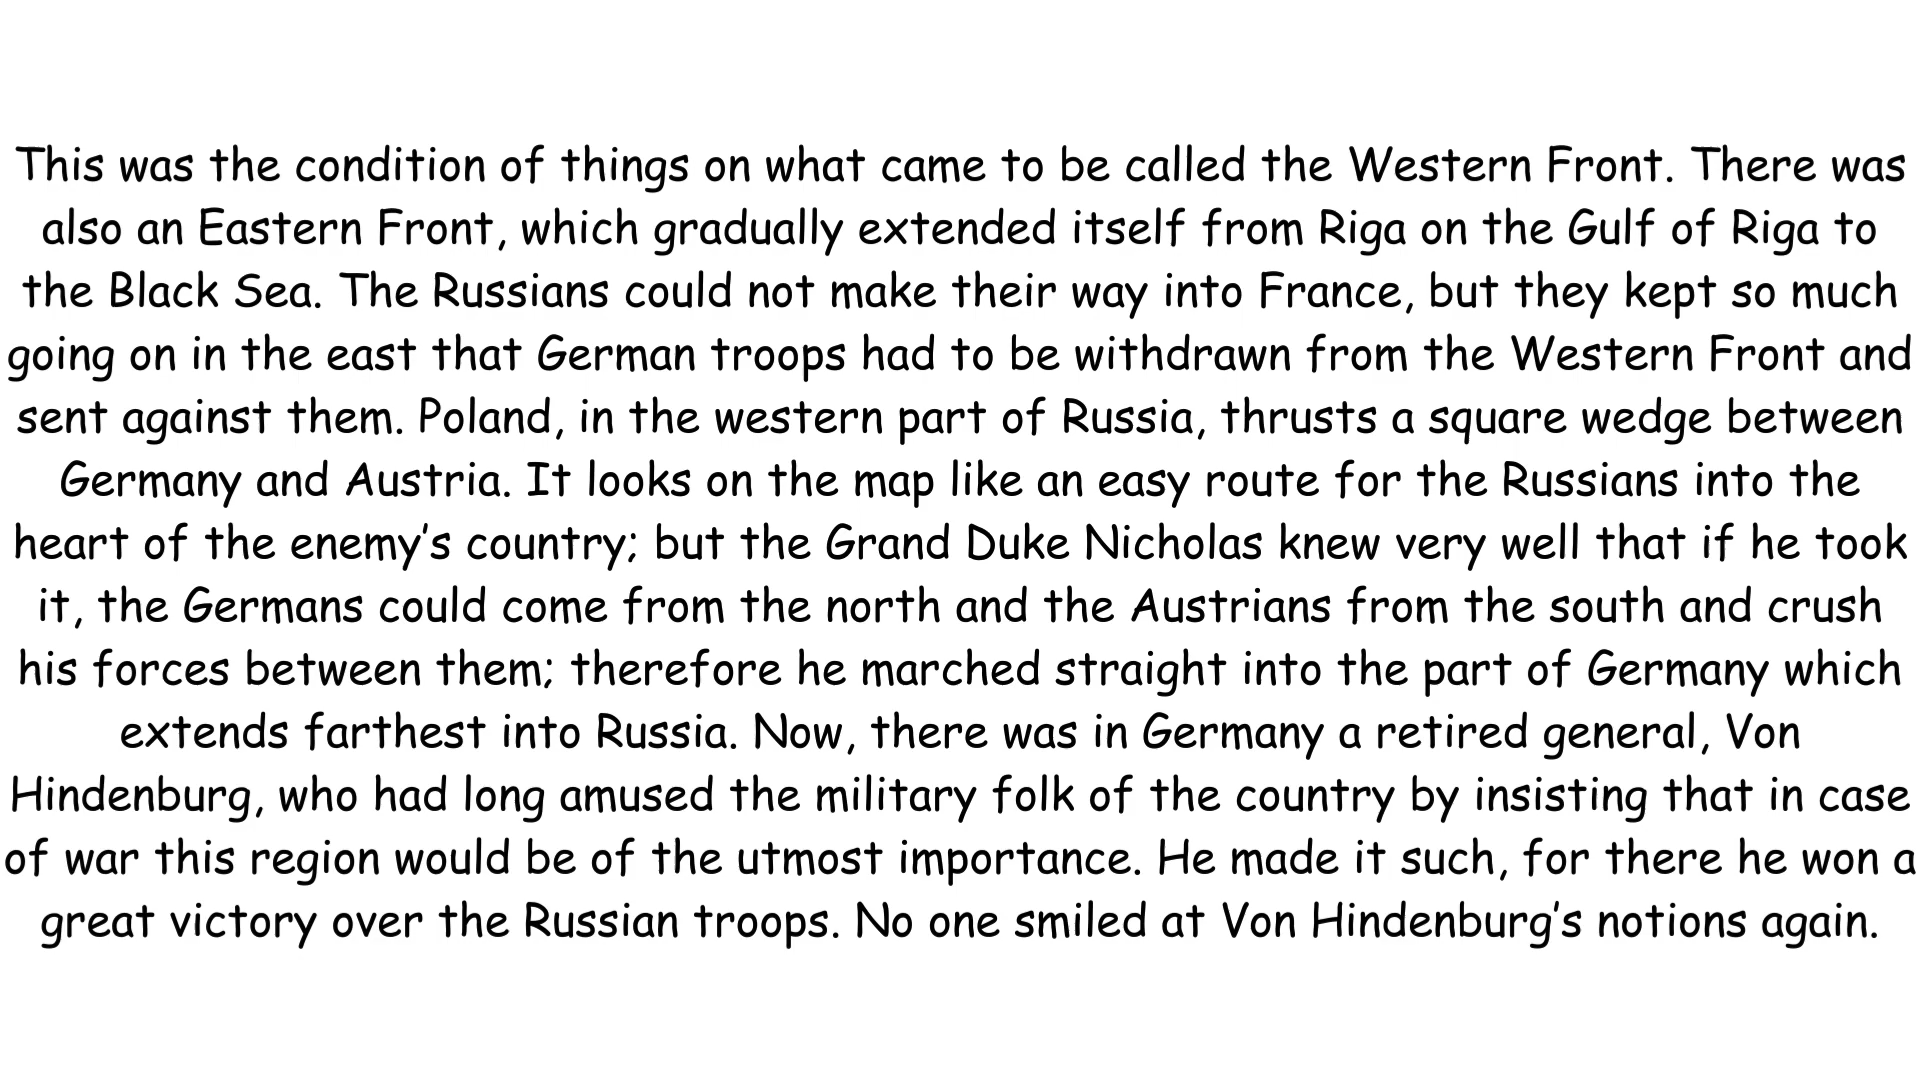 This was the condition of things on what came to be called the Western Front. There was
also an Eastern Front, which gradually extended itself from Riga on the Gulf of Riga to
the Black Sea. The Russians could not make their way into France, but they kept so much
going on in the east that German troops had to be withdrawn from the Western Front and
sent against them. Poland, in the western part of Russia, thrusts a square wedge between
Germany and Austria. It looks on the map like an easy route for the Russians into the
heart of the enemy’s country; but the Grand Duke Nicholas knew very well that if he took
it, the Germans could come from the north and the Austrians from the south and crush
his forces between them; therefore he marched straight into the part of Germany which
extends farthest into Russia. Now, there was in Germany a retired general, Von
Hindenburg, who had long amused the military folk of the country by insisting that in case
of war this region would be of the utmost importance. He made it such, for there he won a
great victory over the Russian troops. No one smiled at Von Hindenburg’s notions again.